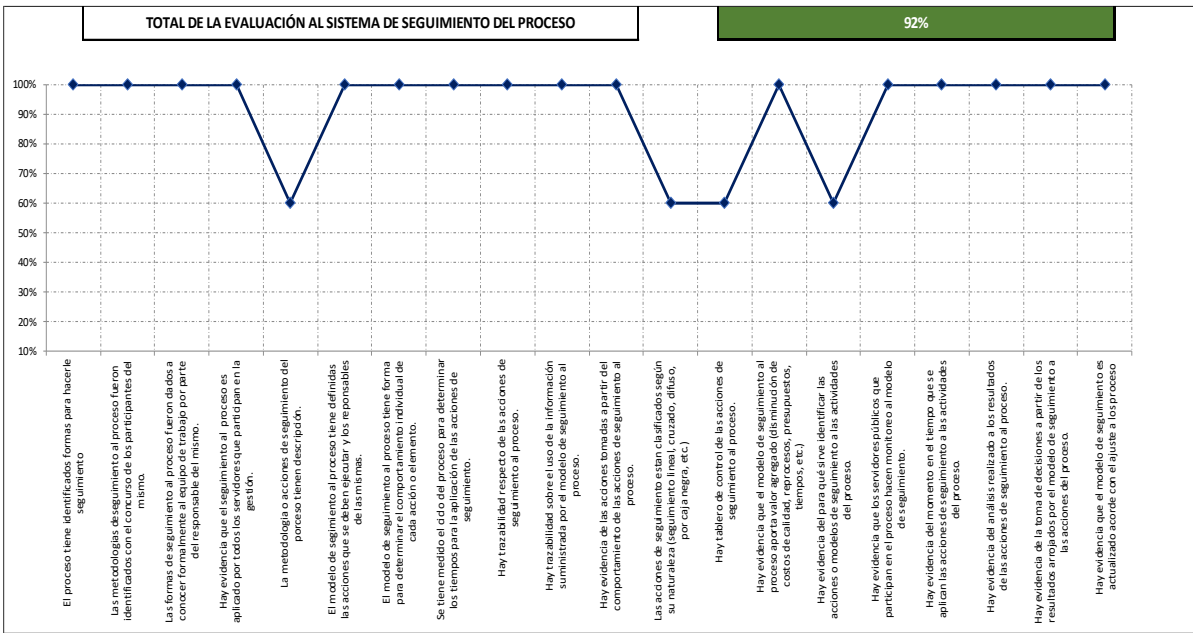 TOTAL DE LA EVALUACIÓN AL SISTEMA DE SEGUIMIENTO DEL PROCESO
92%
100%
90%
80%
70%
60%
50%
40%
30%
20%
10%
El proceso tiene identificados formas para hacerle
seguimiento
Las metodologías de seguimiento al proceso fueron
identificados con el concurso de los participantes del
mismo.
Las formas de seguimiento al proceso fueron dados a
conocer formalmente al equipo de trabajo por parte
del responsable del mismo.
Hay evidencia que el seguimiento al proceso es
aplicado por todos los servidores que participan en la
gestión.
La metodología o acciones de seguimiento del
porceso tienen descripción.
El modelo de segimiento al proceso tiene definidas
las acciones que se deben ejecutar y los responsables
de las mismas.
El modelo de seguimiento al proceso tiene forma
para determinar el comportamiento individual de
cada acción o elemento.
Se tiene medido el ciclo del proceso para determinar
los tiempos para la aplicación de las acciones de
seguimiento.
Hay trazabilidad respecto de las acciones de
seguimiento al proceso.
Hay trazabilidad sobre el uso de la Información
suministrada por el modelo de seguimiento al
proceso.
Hay evidencia de las acciones tomadas a partir del
comportamiento de las acciones de seguimiento al
proceso.
Las acciones de seguimiento estan clasificados según
su naturaleza (seguimiento lineal, cruzado, difuso,
por caja negra, etc.)
Hay tablero de control de las acciones de
seguimiento al proceso.
Hay evidencia que el modelo de seguimiento al
proceso aporta valor agregado (disminución de
costos de calidad, reprocesos, presupuestos,
tiempos, etc.)
Hay evidencia del para qué sirve identificar las
acciones o modelos de seguimiento a las actividades
del proceso.
Hay evidencia que los servidores públicos que
participan en el proceso hacen monitoreo al modelo
de seguimiento.
Hay evidencia del momento en el tiempo que se
aplican las acciones de seguimiento a las actividades
del proceso.
Hay evidencia del análisis realizado a los resultados
de las acciones de seguimiento al proceso.
Hay evidencia de la toma de decisiones a partir de los
resultados arrojados por el modelo de seguimiento a
las acciones del proceso.
Hay evidencia que el modelo de seguimiento es
actualizado acorde con el ajuste a los proceso